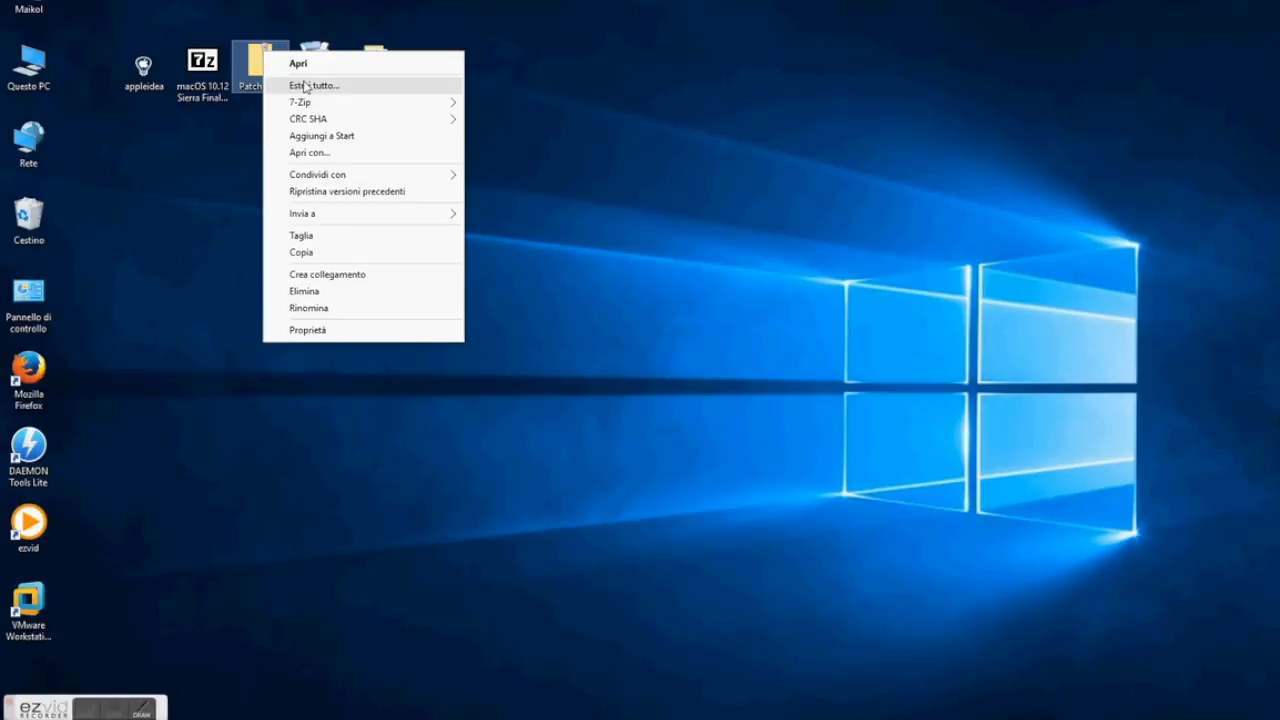 Maikol
Questo PC
Rete
Cestino
Pannello di
controllo
Mozilla
Firefox
DAEMON
Tools Lite
ezvid
VMware
Workstati...
appleidea
7z
macOS 10.12
Sierra Final...
Patch
Apri
tutto...
7-Zip
CRC SHA
Aggiungi a Start
Apri con...
Condividi con
Ripristina versioni precedenti
Invia a
Taglia
Copia
Crea collegamento
Elimina
Rinomina
Proprietà
ezvid
RECORDER
DRAW